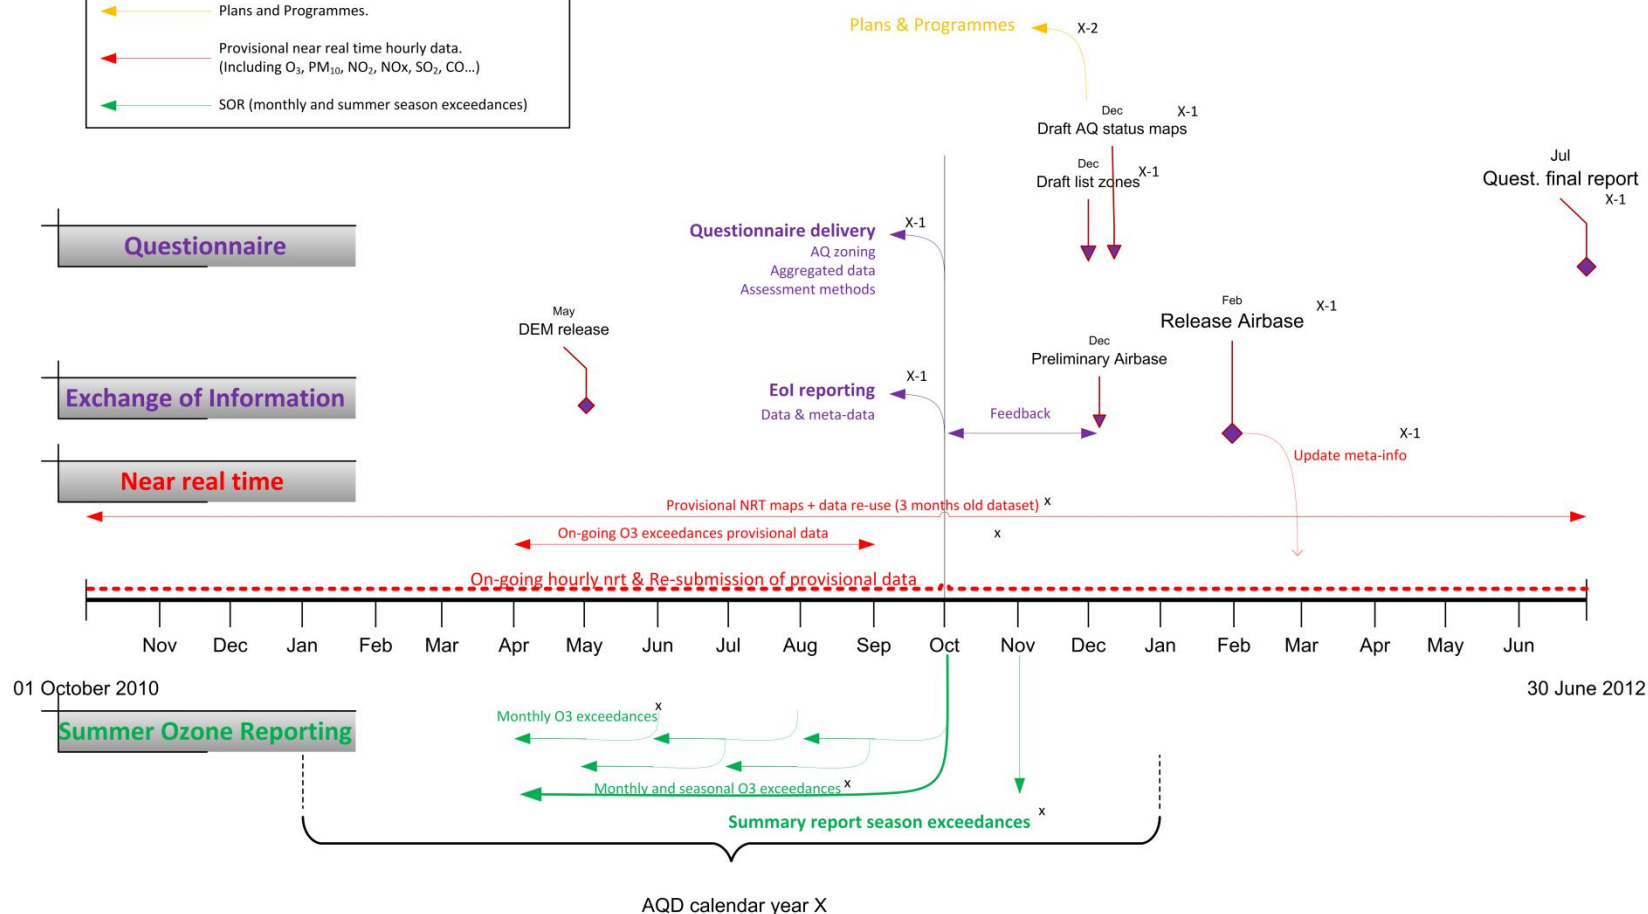 Plans and Programmes.
Provisional near real time hourly data.
(Including O₃, PM₁₀, NO₂, NOx, SO₂, CO...)
SOR (monthly and summer season exceedances)
Plans & Programmes
X-2
Dec
X-1
Draft AQ status maps
Dec
X-1
Draft list zones
Jul
Quest. final report
X-1
Questionnaire
Questionnaire delivery
X-1
AQ zoning
Aggregated data
Assessment methods
May
DEM release
Feb
X-1
Release Airbase
Dec
Preliminary Airbase
Exchange of Information
EoI reporting
X-1
Data & meta-data
Feedback
X-1
Update meta-info
Near real time
Provisional NRT maps + data re-use (3 months old dataset) x
On-going O3 exceedances provisional data
x
On-going hourly nrt & Re-submission of provisional data
Nov Dec Jan Feb Mar Apr May Jun Jul Aug Sep Oct Nov Dec Jan Feb Mar Apr May Jun
01 October 2010
30 June 2012
Summer Ozone Reporting
Monthly O3 exceedances x
Monthly and seasonal O3 exceedances x
Summary report season exceedances x
AQD calendar year X